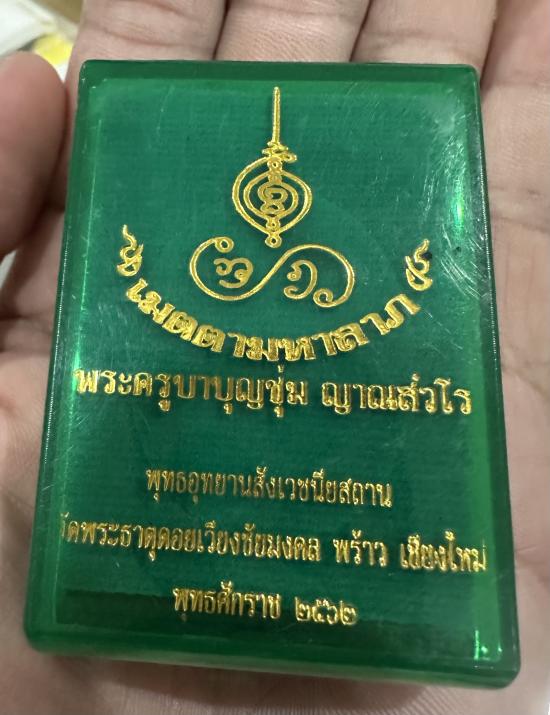 เมตตามหาลาภ
พระครูบาบุญชุ่ม ญาณสํวโร
พุทธอุทยานสังเวชนียสถาน
วัดพระธาตุดอยเวียงชัยมงคล พร้าว เชียงใหม่
พุทธศักราช ๒๕๖๒